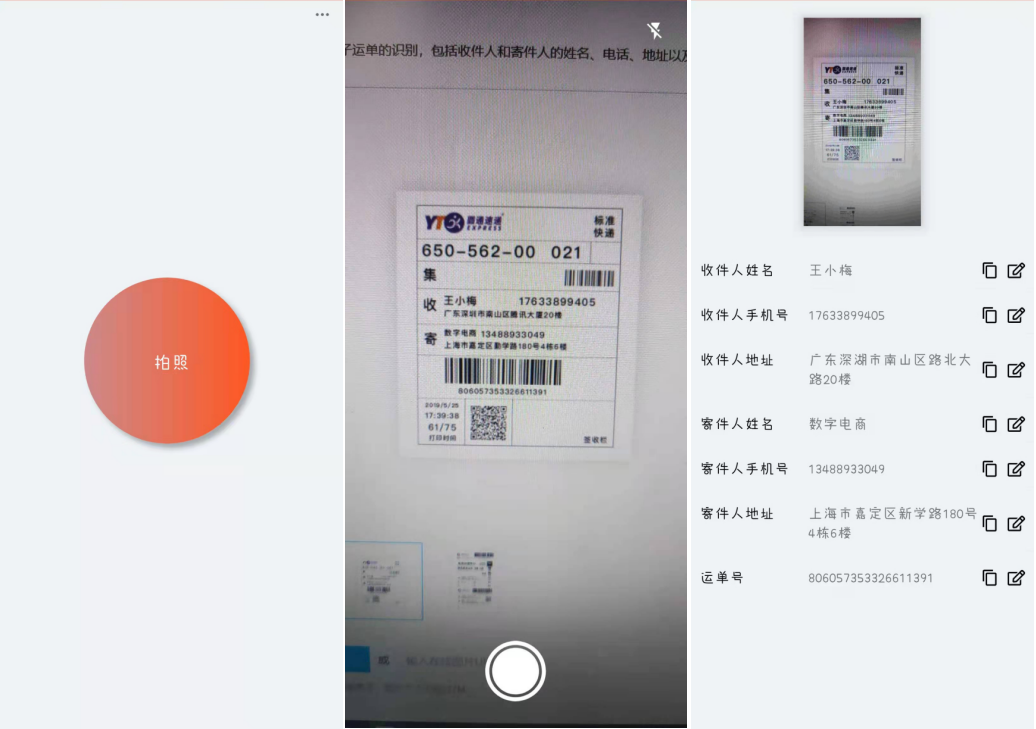 拍照
子运单的识别，包括收件人和寄件人的姓名、电话、地址以及
YTO
EXPRESS
标准
快递
650-562-00 021
集
收 王小梅 17633899405
广东深圳市南山区腾讯大厦20楼
寄 数字电商 13488933049
上海市嘉定区勤学路180号4栋6楼
806057353326611391
2019/5/25
17:39:38
61/75
打印时间
签收栏
或
收件人姓名 王小梅
收件人手机号 17633899405
收件人地址 广东深湖市南山区路北大
路20楼
寄件人姓名 数字电商
寄件人手机号 13488933049
寄件人地址 上海市嘉定区新学路180号
4栋6楼
运单号 806057353326611391